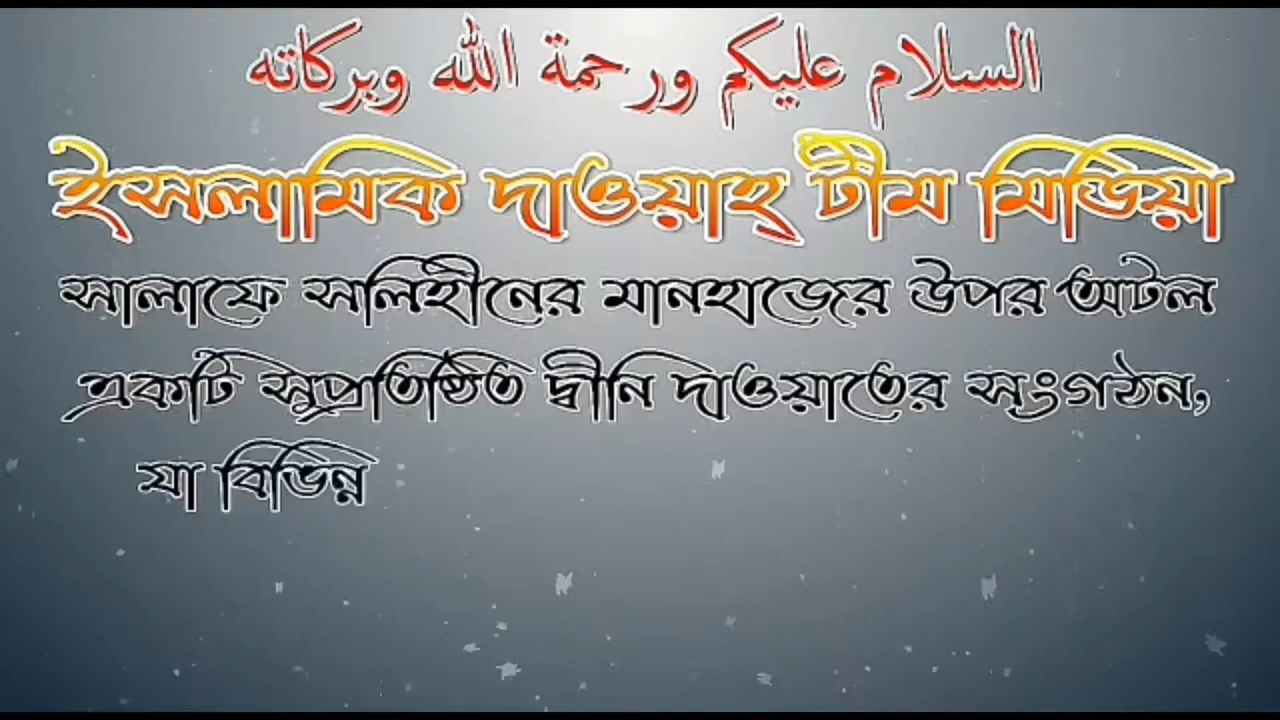 السلام عليكم ورحمة الله وبركاته
ইসলামিক দাওয়াহ্ টীম মিডিয়া
সালাফে সলিহীনের মানহাজের উপর অটল
একটি সুপ্রতিষ্ঠিত দ্বীনি দাওয়াতের সংগঠন,
যা বিভিন্ন